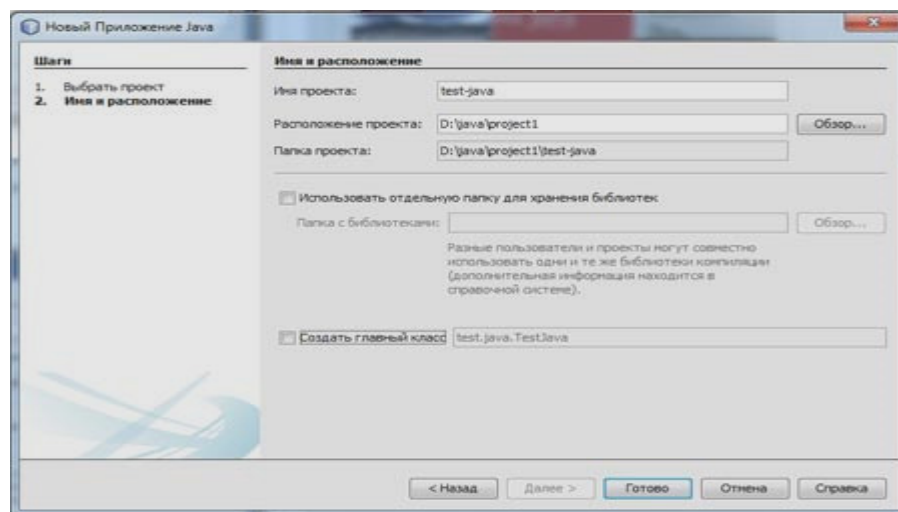 Новый Приложение Java
Шаги
1. Выбрать проект
2. Имя и расположение
Имя и расположение
Имя проекта: test-java
Расположение проекта: D:\java\project1 Обзор...
Папка проекта: D:\java\project1\test-java
Использовать отдельную папку для хранения библиотек
Папка с библиотеками: Обзор...
Разные пользователи и проекты могут совместно
использовать одни и те же библиотеки компиляции
(дополнительная информация находится в
справочной системе).
Создать главный класс test.java.TestJava
< Назад Далее > Готово Отмена Справка